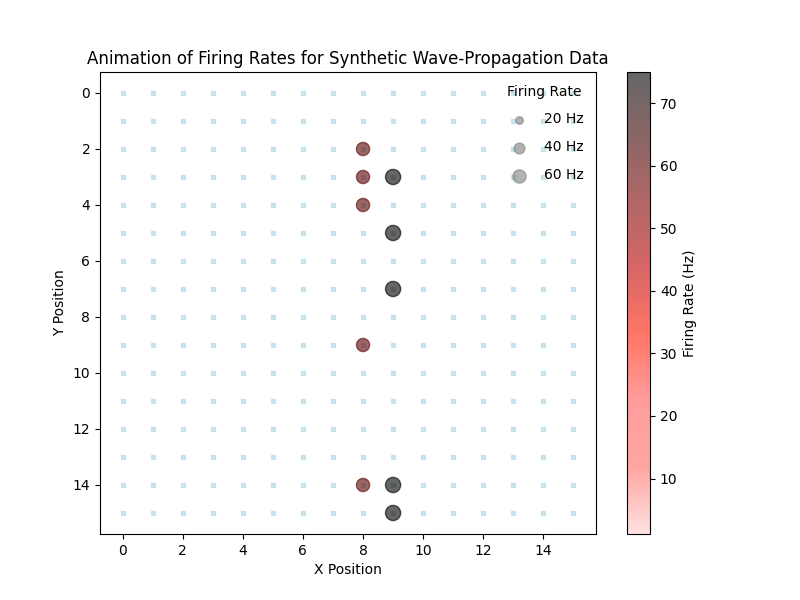 Animation of Firing Rates for Synthetic Wave-Propagation Data
Firing Rate
20 Hz
40 Hz
60 Hz
0
2
4
6
8
10
12
14
Y Position
0 2 4 6 8 10 12 14
X Position
70
60
50
40
30
20
10
Firing Rate (Hz)